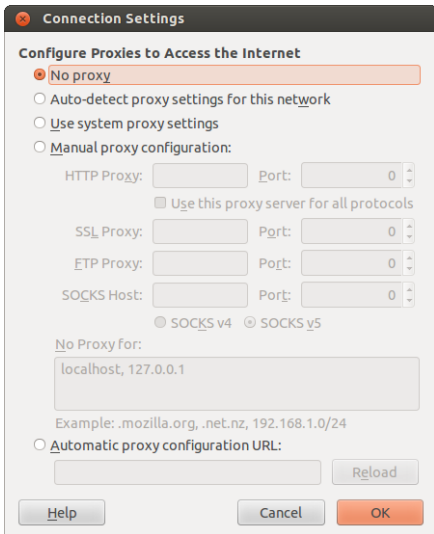 Connection Settings
Configure Proxies to Access the Internet
No proxy
Auto-detect proxy settings for this network
Use system proxy settings
Manual proxy configuration:
HTTP Proxy: Port: 0
Use this proxy server for all protocols
SSL Proxy: Port: 0
FTP Proxy: Port: 0
SOCKS Host: Port: 0
SOCKS v4 SOCKS v5
No Proxy for:
localhost, 127.0.0.1
Example: .mozilla.org, .net.nz, 192.168.1.0/24
Automatic proxy configuration URL:
Reload
Help Cancel OK